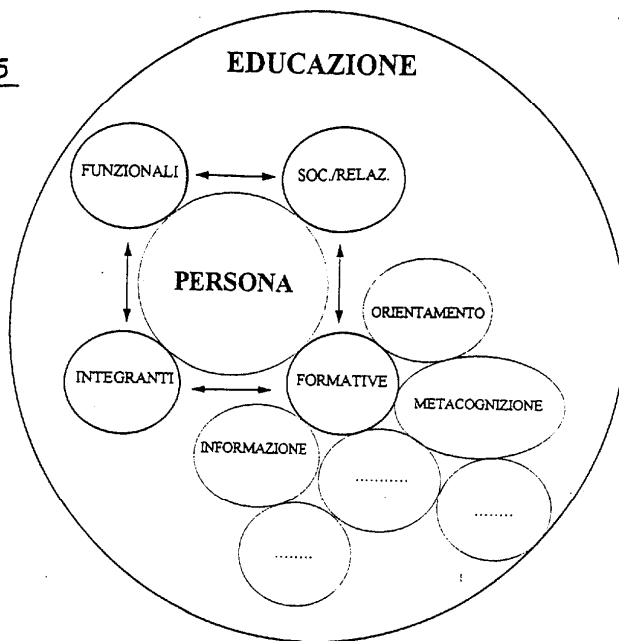 5
EDUCAZIONE
FUNZIONALI
SOC./RELAZ.
PERSONA
ORIENTAMENTO
INTEGRANTI
FORMATIVE
METACOGNIZIONE
INFORMAZIONE
...........
........
........